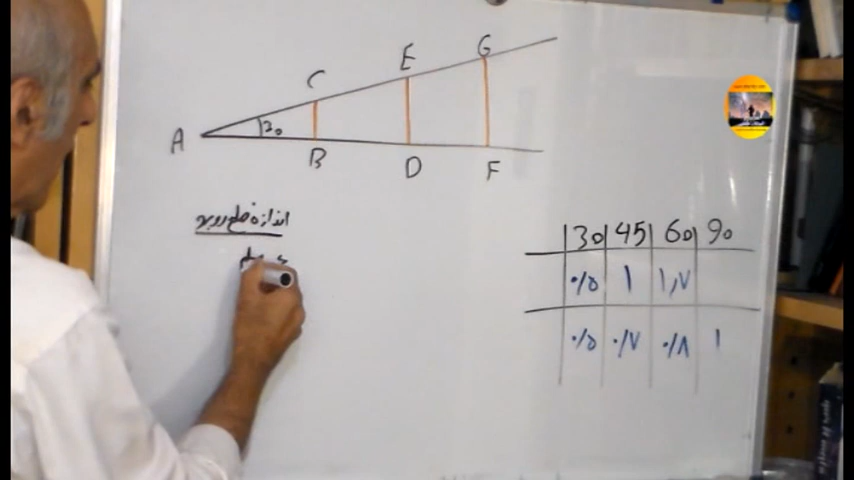 C E G
A 30
B D F
اندازه ضلع روبرو
30 45 60 90
۰/۵ ۱ ۱,۷
۰/۵ ۰/۷ ۰/۸ ۱